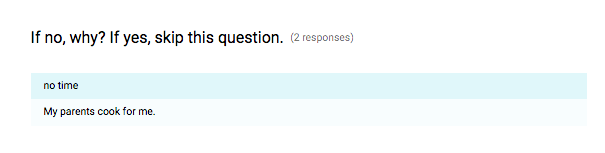 If no, why? If yes, skip this question. (2 responses)
no time
My parents cook for me.